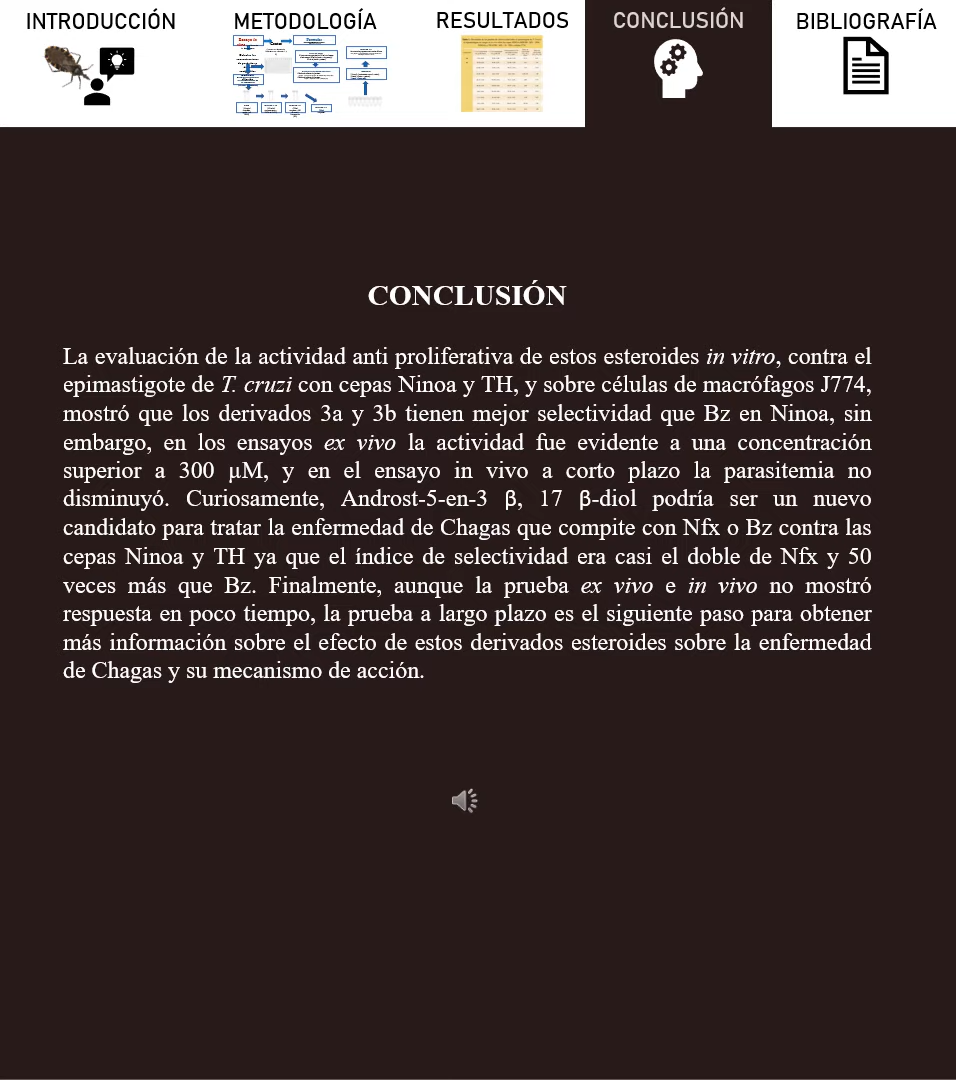 INTRODUCCIÓN
METODOLOGÍA
RESULTADOS
CONCLUSIÓN
BIBLIOGRAFÍA
CONCLUSIÓN
La evaluación de la actividad anti proliferativa de estos esteroides in vitro, contra el
epimastigote de T. cruzi con cepas Ninoa y TH, y sobre células de macrófagos J774,
mostró que los derivados 3a y 3b tienen mejor selectividad que Bz en Ninoa, sin
embargo, en los ensayos ex vivo la actividad fue evidente a una concentración
superior a 300 µM, y en el ensayo in vivo a corto plazo la parasitemia no
disminuyó. Curiosamente, Androst-5-en-3 β, 17 β-diol podría ser un nuevo
candidato para tratar la enfermedad de Chagas que compite con Nfx o Bz contra las
cepas Ninoa y TH ya que el índice de selectividad era casi el doble de Nfx y 50
veces más que Bz. Finalmente, aunque la prueba ex vivo e in vivo no mostró
respuesta en poco tiempo, la prueba a largo plazo es el siguiente paso para obtener
más información sobre el efecto de estos derivados esteroides sobre la enfermedad
de Chagas y su mecanismo de acción.